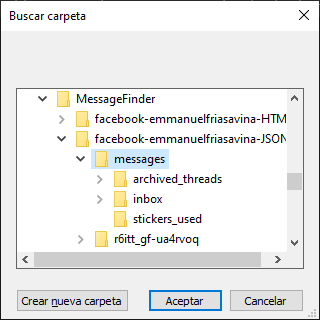 Buscar carpeta
MessageFinder
facebook-emmanuelfriasavina-HTM
facebook-emmanuelfriasavina-JSON
messages
archived_threads
inbox
stickers_used
r6itt_gf-ua4rvoq
Crear nueva carpeta
Aceptar
Cancelar